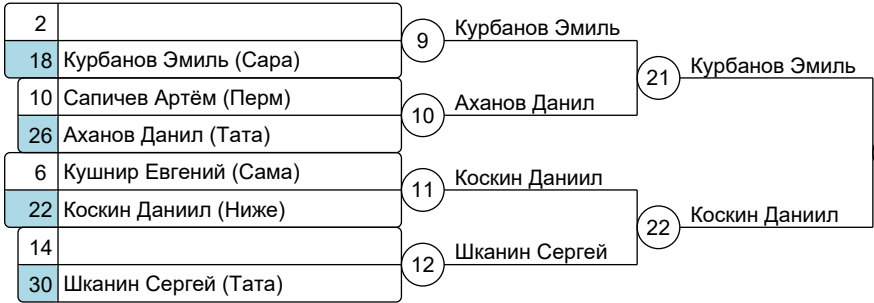 2
9
Курбанов Эмиль
18 Курбанов Эмиль (Сара)
21
Курбанов Эмиль
10 Сапичев Артём (Перм)
10
Аханов Данил
26 Аханов Данил (Тата)
6 Кушнир Евгений (Сама)
11
Коскин Даниил
22 Коскин Даниил (Ниже)
22
Коскин Даниил
14
12
Шканин Сергей
30 Шканин Сергей (Тата)